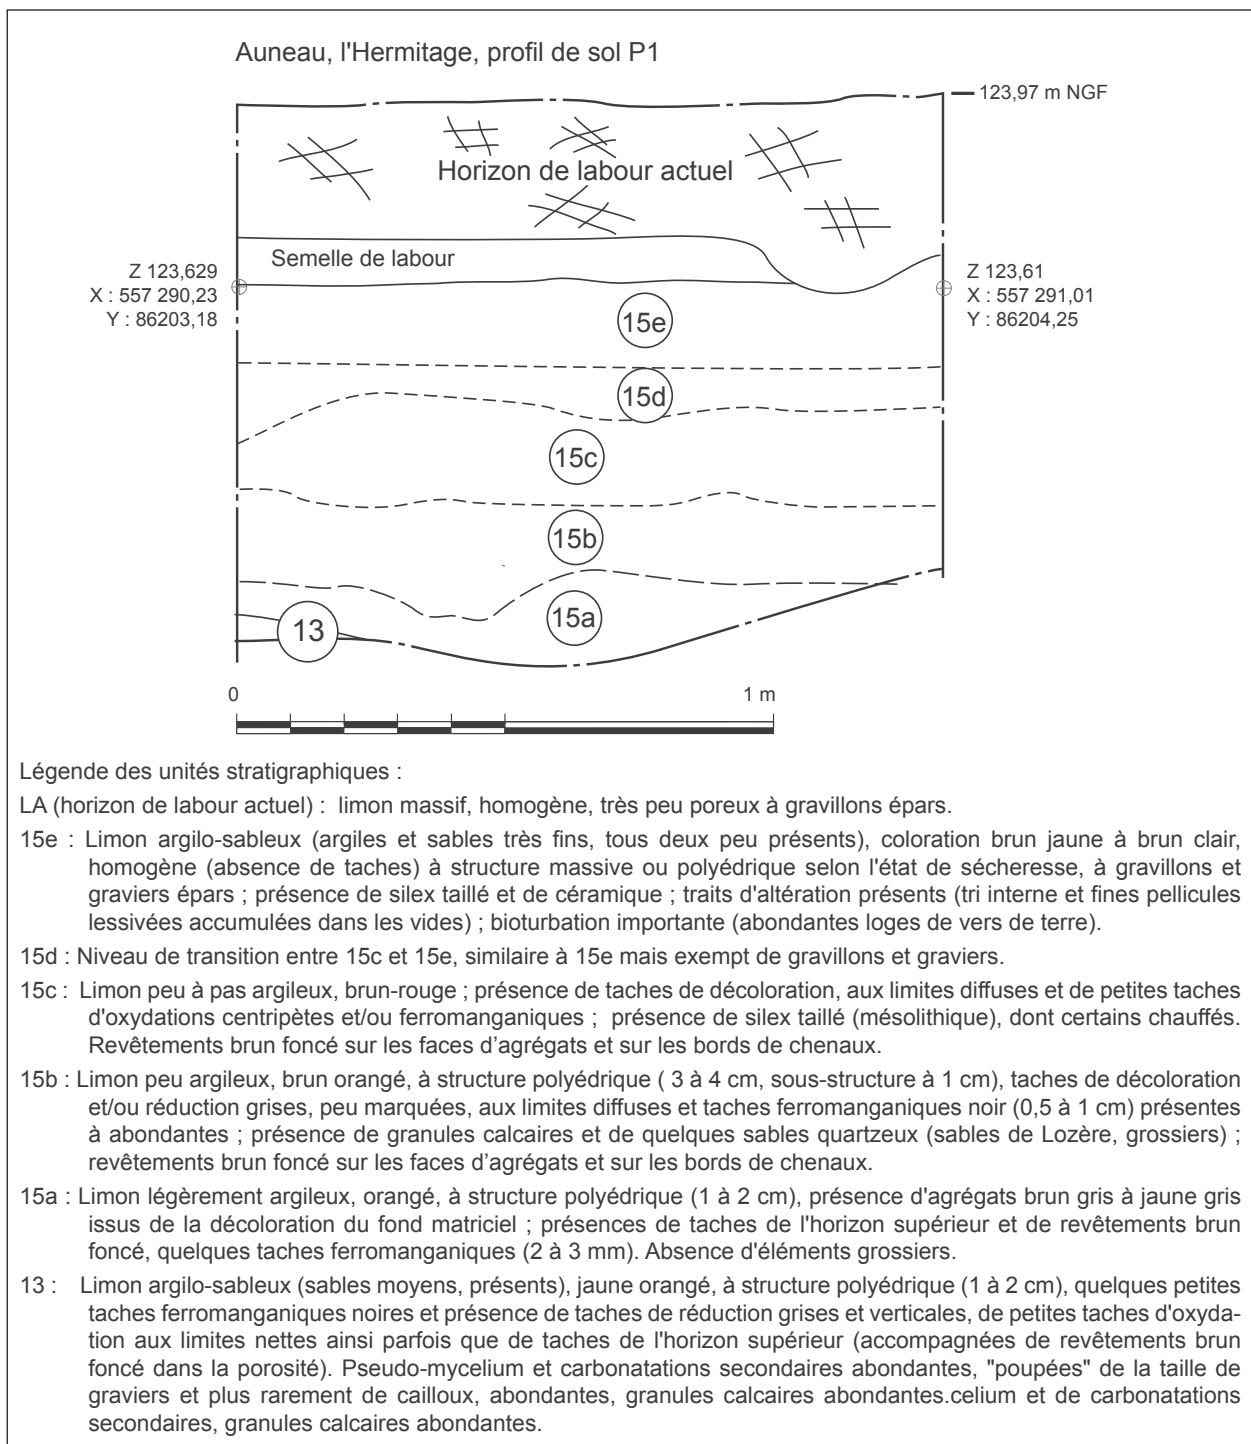 Auneau, l'Hermitage, profil de sol P1
123,97 m NGF
Horizon de labour actuel
Semelle de labour
Z 123,629
X : 557 290,23
Y : 86203,18
Z 123,61
X : 557 291,01
Y : 86204,25
15e
15d
15c
15b
15a
13
0
1 m
Légende des unités stratigraphiques :
LA (horizon de labour actuel) : limon massif, homogène, très peu poreux à gravillons épars.
15e : Limon argilo-sableux (argiles et sables très fins, tous deux peu présents), coloration brun jaune à brun clair,
homogène (absence de taches) à structure massive ou polyédrique selon l'état de sécheresse, à gravillons et
graviers épars ; présence de silex taillé et de céramique ; traits d'altération présents (tri interne et fines pellicules
lessivées accumulées dans les vides) ; bioturbation importante (abondantes loges de vers de terre).
15d : Niveau de transition entre 15c et 15e, similaire à 15e mais exempt de gravillons et graviers.
15c : Limon peu à pas argileux, brun-rouge ; présence de taches de décoloration, aux limites diffuses et de petites taches
d'oxydations centripètes et/ou ferromanganiques ; présence de silex taillé (mésolithique), dont certains chauffés.
Revêtements brun foncé sur les faces d’agrégats et sur les bords de chenaux.
15b : Limon peu argileux, brun orangé, à structure polyédrique ( 3 à 4 cm, sous-structure à 1 cm), taches de décoloration
et/ou réduction grises, peu marquées, aux limites diffuses et taches ferromanganiques noir (0,5 à 1 cm) présentes
à abondantes ; présence de granules calcaires et de quelques sables quartzeux (sables de Lozère, grossiers) ;
revêtements brun foncé sur les faces d’agrégats et sur les bords de chenaux.
15a : Limon légèrement argileux, orangé, à structure polyédrique (1 à 2 cm), présence d'agrégats brun gris à jaune gris
issus de la décoloration du fond matriciel ; présences de taches de l'horizon supérieur et de revêtements brun
foncé, quelques taches ferromanganiques (2 à 3 mm). Absence d'éléments grossiers.
13 : Limon argilo-sableux (sables moyens, présents), jaune orangé, à structure polyédrique (1 à 2 cm), quelques petites
taches ferromanganiques noires et présence de taches de réduction grises et verticales, de petites taches d'oxyda-
tion aux limites nettes ainsi parfois que de taches de l'horizon supérieur (accompagnées de revêtements brun
foncé dans la porosité). Pseudo-mycelium et carbonatations secondaires abondantes, "poupées" de la taille de
graviers et plus rarement de cailloux, abondantes, granules calcaires abondantes.celium et de carbonatations
secondaires, granules calcaires abondantes.